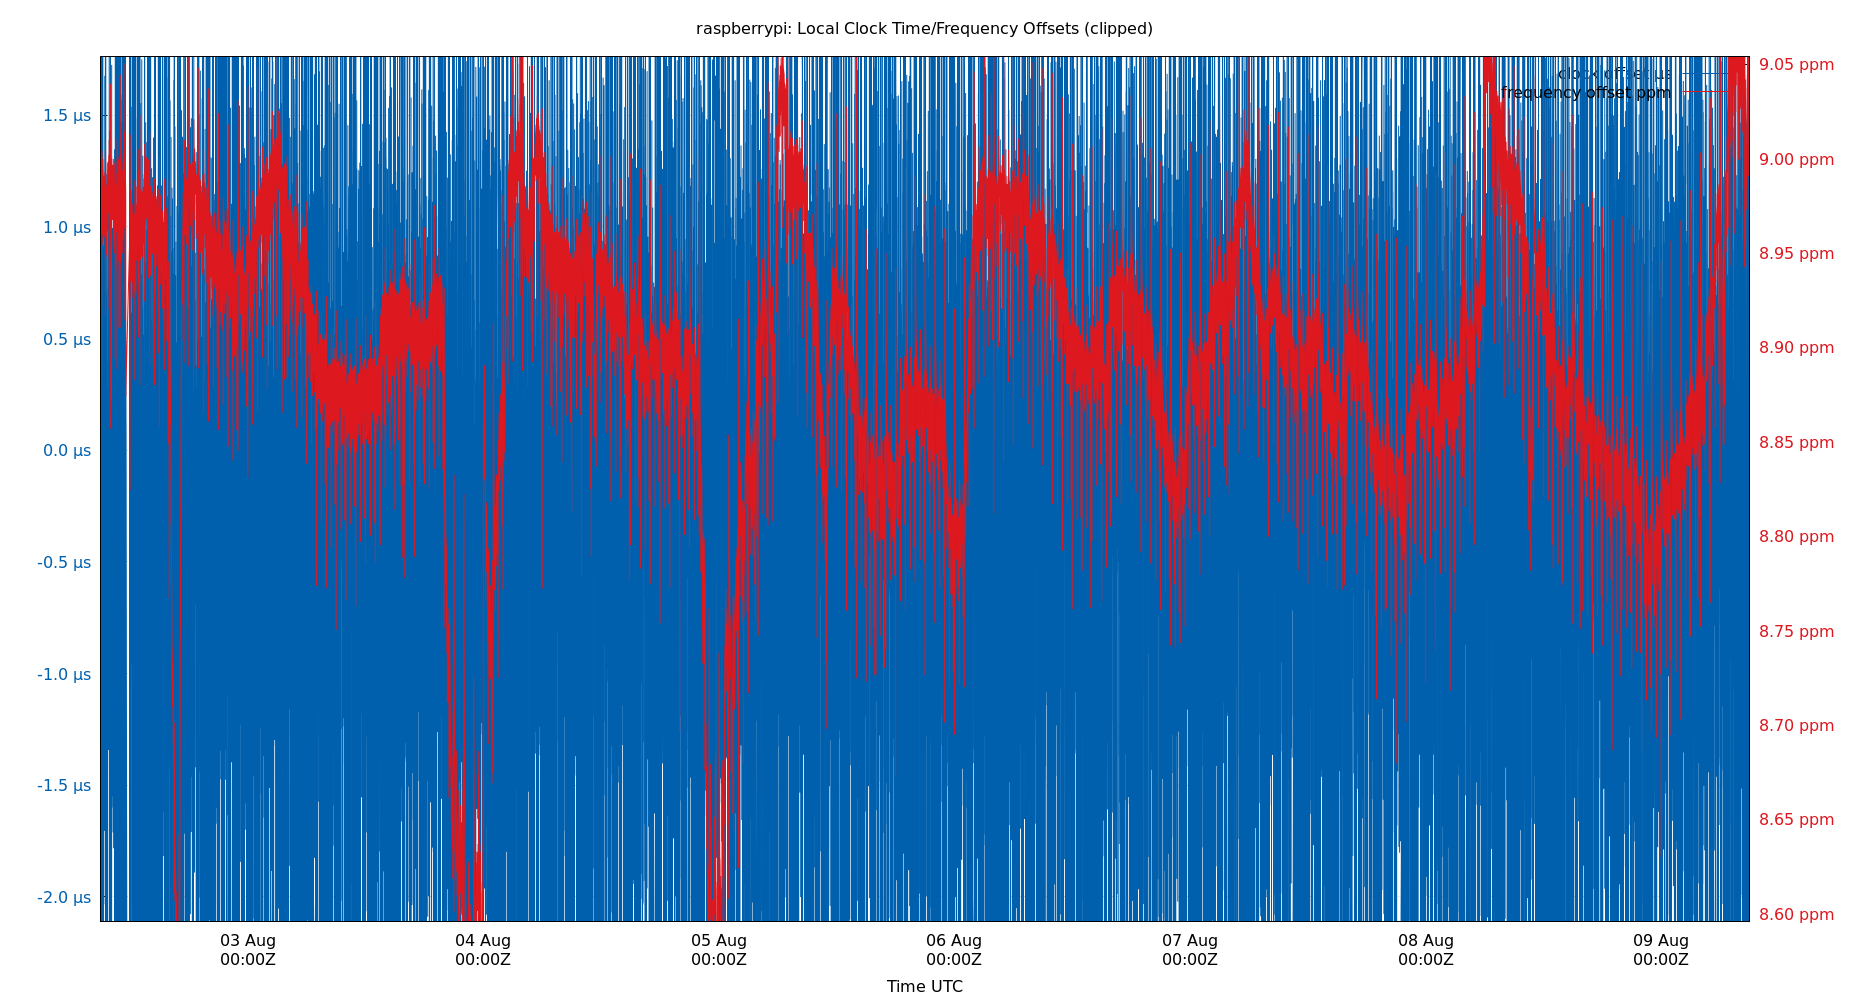 raspberrypi: Local Clock Time/Frequency Offsets (clipped)
clock offset µs
frequency offset ppm
1.5 µs
1.0 µs
0.5 µs
0.0 µs
-0.5 µs
-1.0 µs
-1.5 µs
-2.0 µs
9.05 ppm
9.00 ppm
8.95 ppm
8.90 ppm
8.85 ppm
8.80 ppm
8.75 ppm
8.70 ppm
8.65 ppm
8.60 ppm
03 Aug 04 Aug 05 Aug 06 Aug 07 Aug 08 Aug 09 Aug
00:00Z 00:00Z 00:00Z 00:00Z 00:00Z 00:00Z 00:00Z
Time UTC